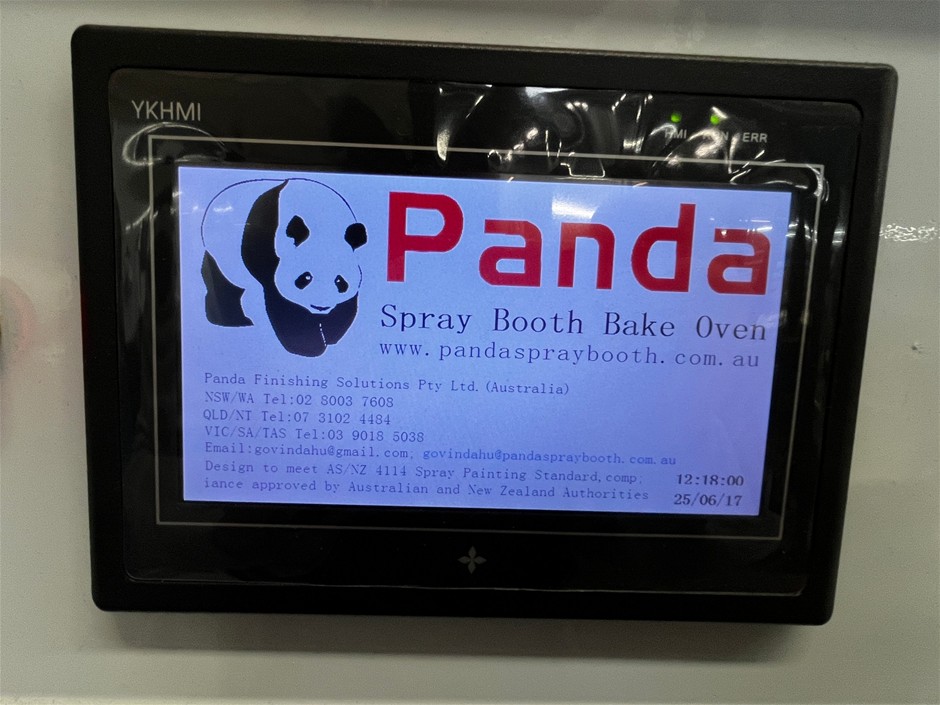 YKHMI
HMI RUN ERR
Panda
Spray Booth Bake Oven
www.pandaspraybooth.com.au
Panda Finishing Solutions Pty Ltd.(Australia)
NSW/WA Tel:02 8003 7608
QLD/NT Tel:07 3102 4484
VIC/SA/TAS Tel:03 9018 5038
Email:govindahu@gmail.com, govindahu@pandaspraybooth.com.au
Design to meet AS/NZ 4114 Spray Painting Standard,comp.
iance approved by Australian and New Zealand Authorities
12:18:00
25/06/17